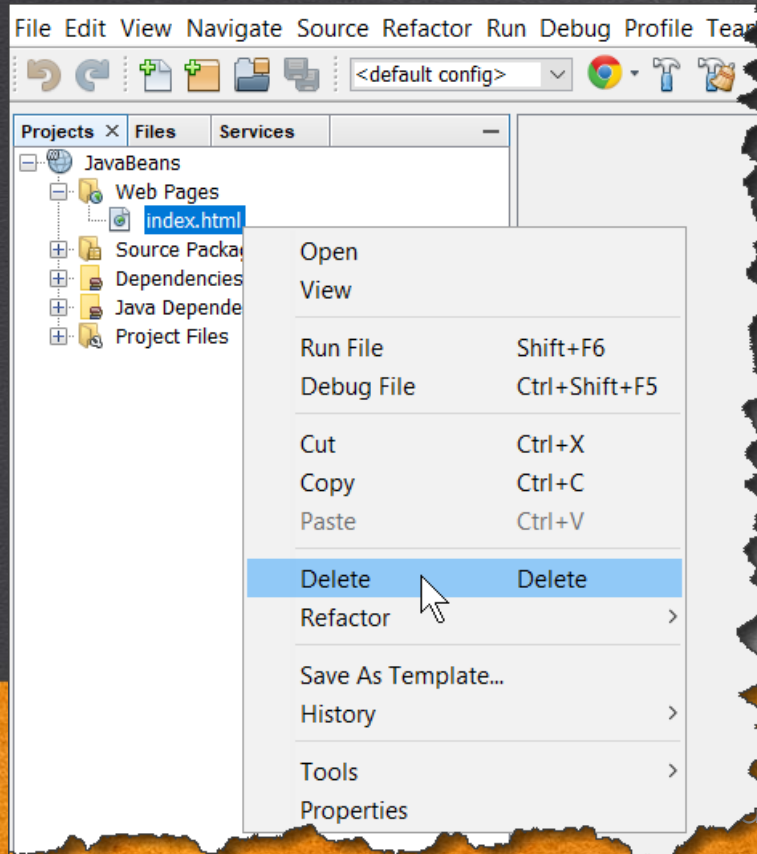 File Edit View Navigate Source Refactor Run Debug Profile
<default config>
Projects Files Services
JavaBeans
Web Pages
index.html
Source
Dependencies
Java
Project Files
Open
View
Run File Shift+F6
Debug File Ctrl+Shift+F5
Cut Ctrl+X
Copy Ctrl+C
Paste Ctrl+V
Delete Delete
Refactor
Save As Template...
History
Tools
Properties